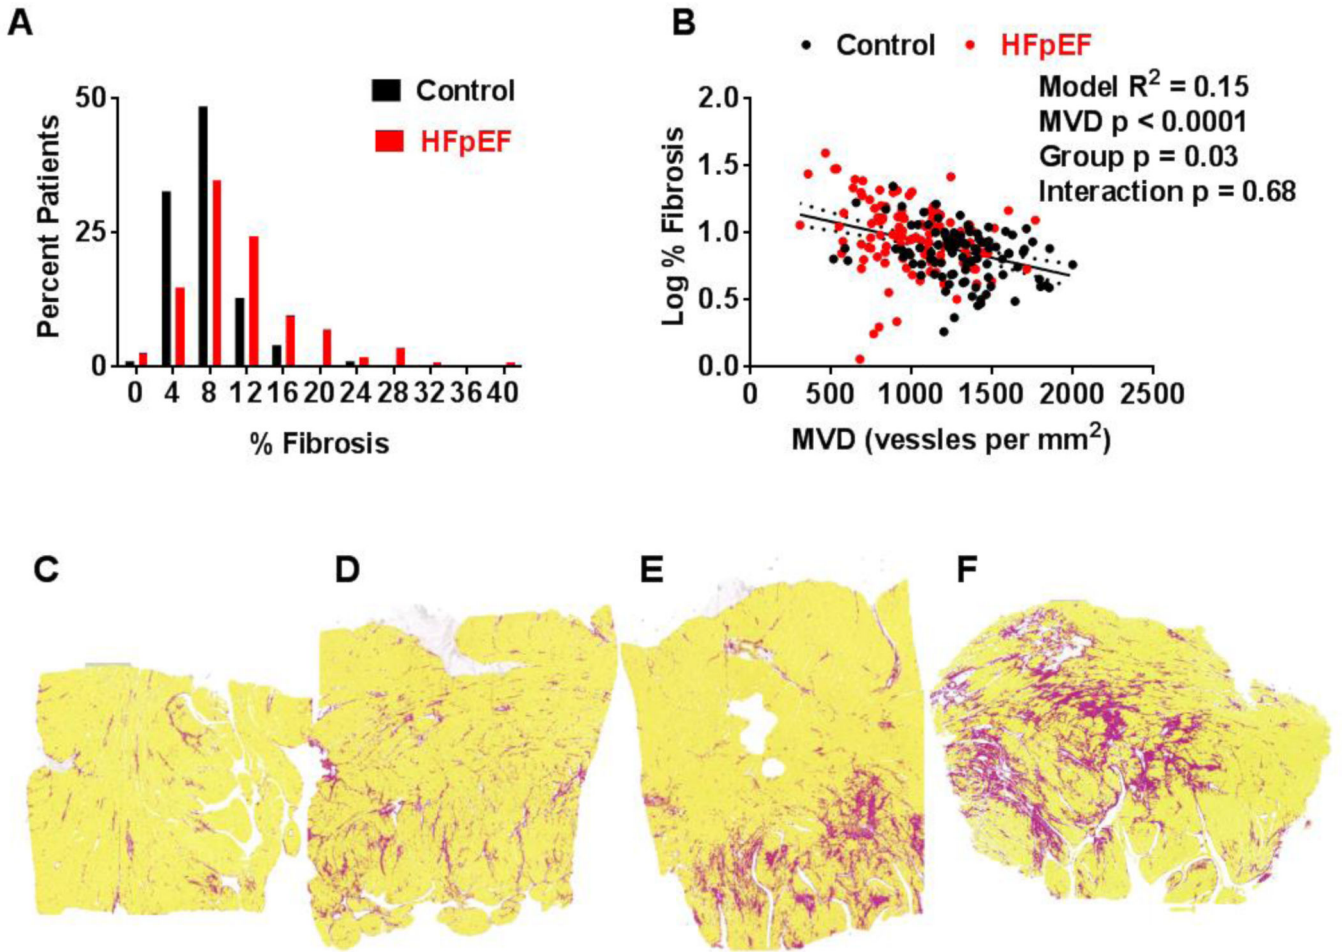 A
Control
HFpEF
50
25
0
Percent Patients
0 4 8 12 16 20 24 28 32 36 40
% Fibrosis
B
Control HFpEF
Model R² = 0.15
MVD p < 0.0001
Group p = 0.03
Interaction p = 0.68
2.0
1.5
1.0
0.5
0.0
Log % Fibrosis
0 500 1000 1500 2000 2500
MVD (vessles per mm²)
C D E F